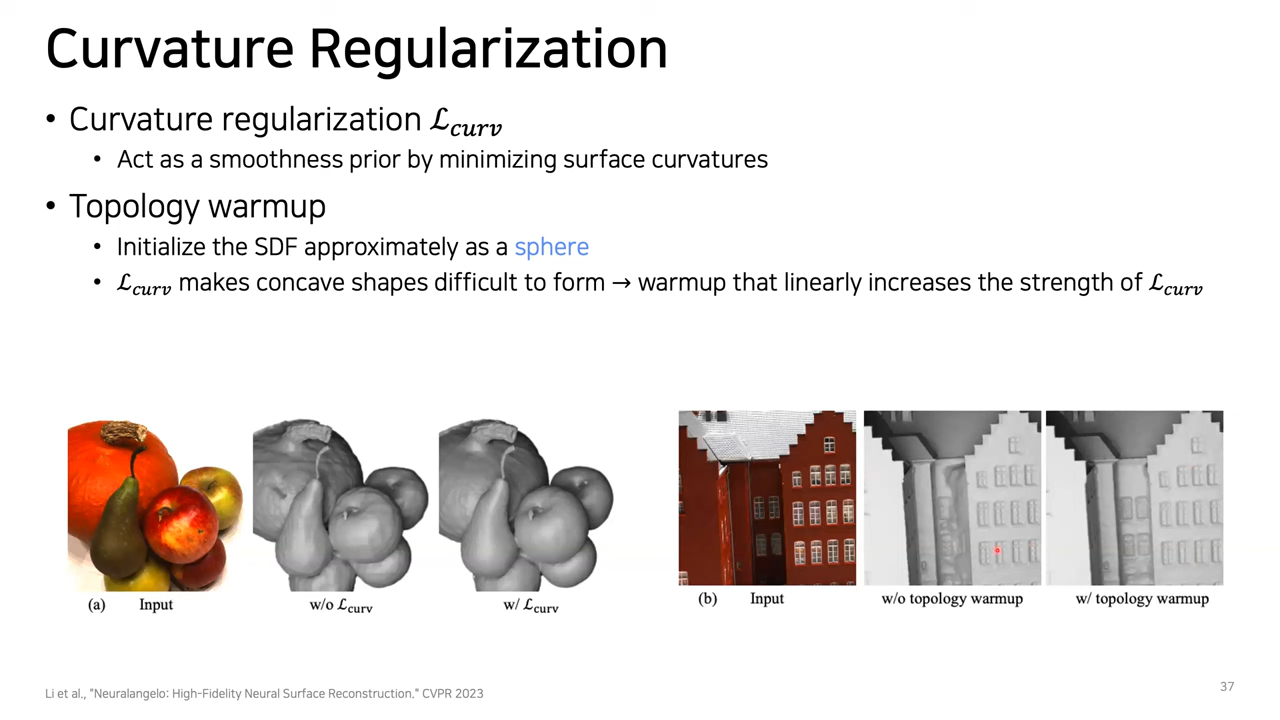 Curvature Regularization
• Curvature regularization ℒcurv
• Act as a smoothness prior by minimizing surface curvatures
• Topology warmup
• Initialize the SDF approximately as a sphere
• ℒcurv makes concave shapes difficult to form → warmup that linearly increases the strength of ℒcurv
(a) Input w/o ℒcurv w/ ℒcurv
(b) Input w/o topology warmup w/ topology warmup
Li et al., "Neuralangelo: High-Fidelity Neural Surface Reconstruction." CVPR 2023
37